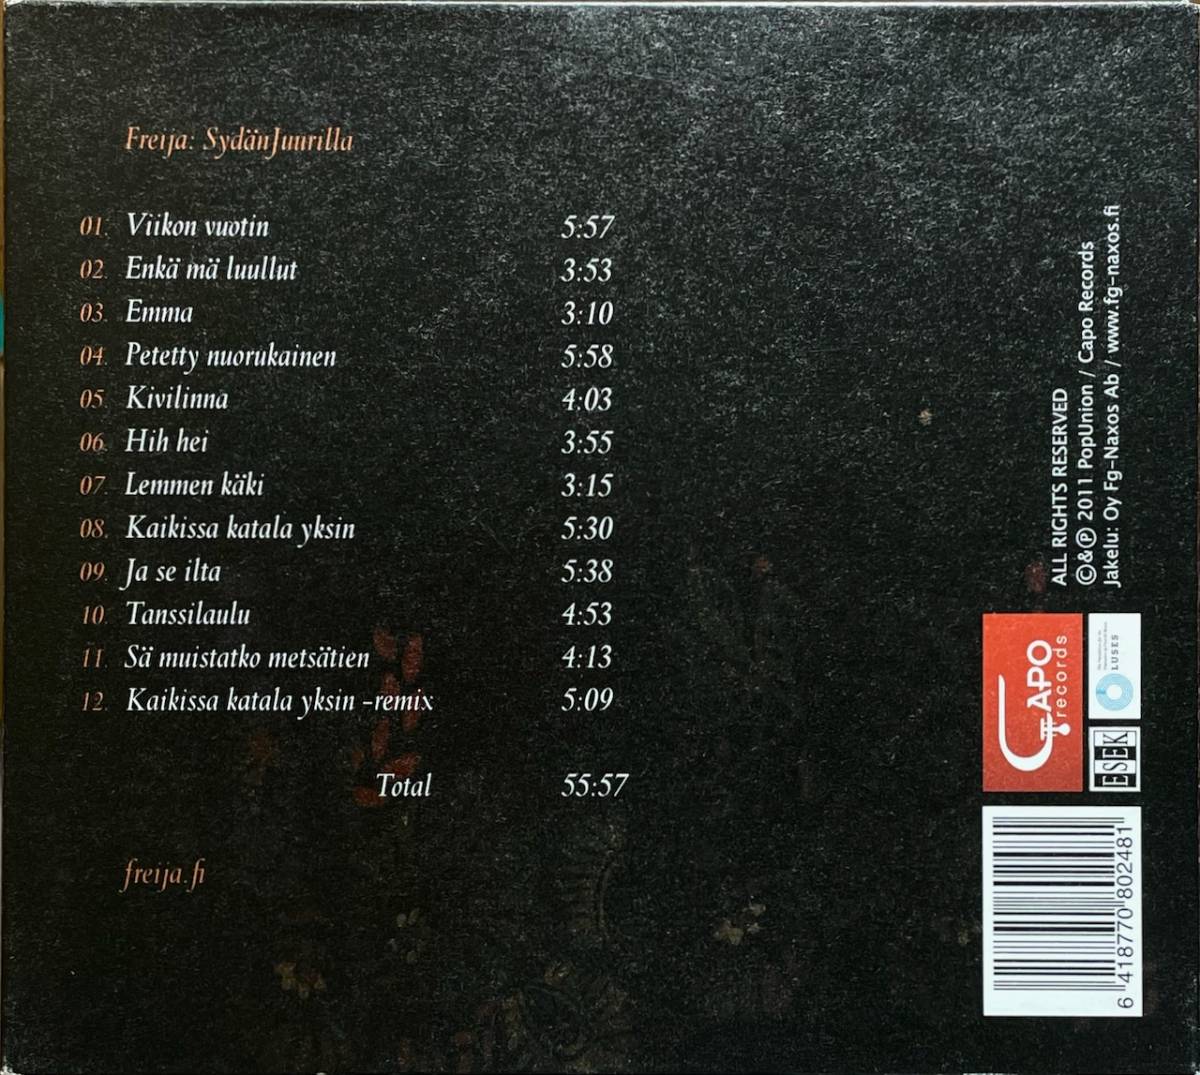 Freija: SydänJuurilla
01. Viikon vuotin 5:57
02. Enkä mä luullut 3:53
03. Emma 3:10
04. Petetty nuorukainen 5:58
05. Kivilinna 4:03
06. Hih hei 3:55
07. Lemmen käki 3:15
08. Kaikissa katala yksin 5:30
09. Ja se ilta 5:38
10. Tanssilaulu 4:53
11. Sä muistatko metsätien 4:13
12. Kaikissa katala yksin -remix 5:09
Total 55:57
freija.fi
ALL RIGHTS RESERVED
©&℗ 2011 PopUnion / Capo Records
Jakelu: Oy Fg-Naxos Ab / www.fg-naxos.fi
CAPO
records
LUSES
ESEK
6 418770 802481